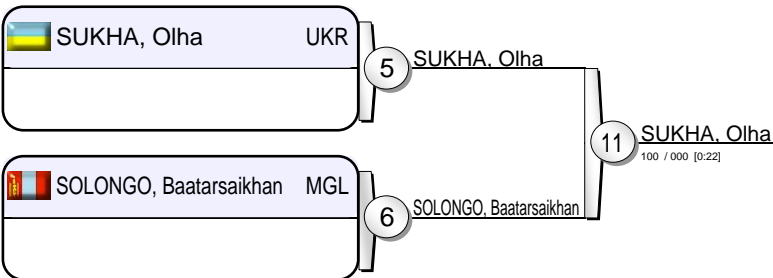 SUKHA, Olha UKR
5 SUKHA, Olha
11 SUKHA, Olha
100 / 000 [0:22]
SOLONGO, Baatarsaikhan MGL
6 SOLONGO, Baatarsaikhan